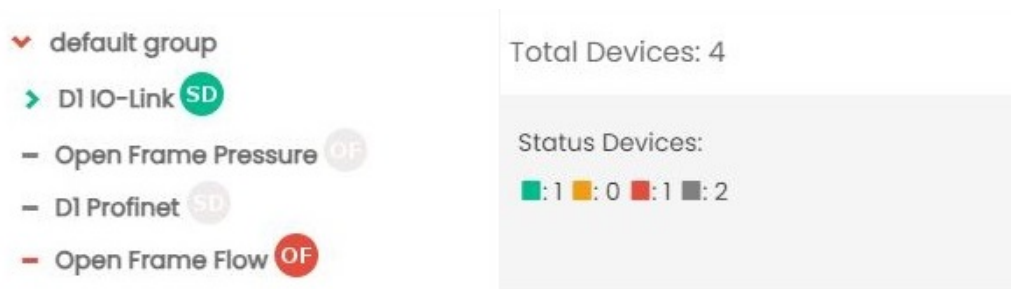 default group
D1 IO-Link SD
Open Frame Pressure OF
D1 Profinet SD
Open Frame Flow OF
Total Devices: 4
Status Devices:
: 1 : 0 : 1 : 2